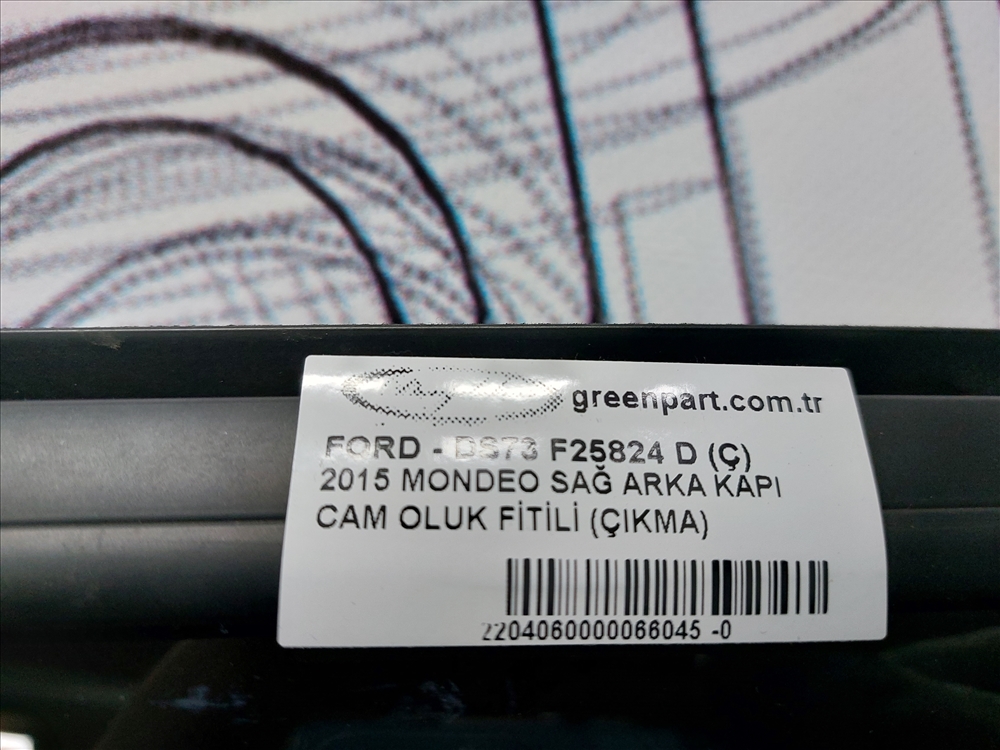 greenpart.com.tr
FORD - DS73 F25824 D (Ç)
2015 MONDEO SAĞ ARKA KAPI
CAM OLUK FİTİLİ (ÇIKMA)
2204060000066045 -0